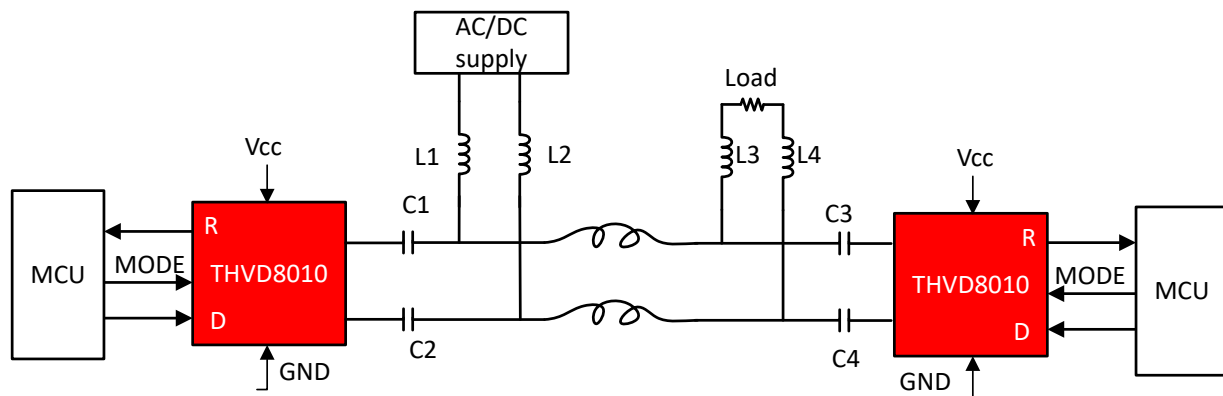 AC/DC
supply
Load
L1
L2
L3
L4
Vcc
Vcc
C1
C3
R
MODE
THVD8010
D
MCU
R
MODE
THVD8010
D
MCU
C2
C4
GND
GND